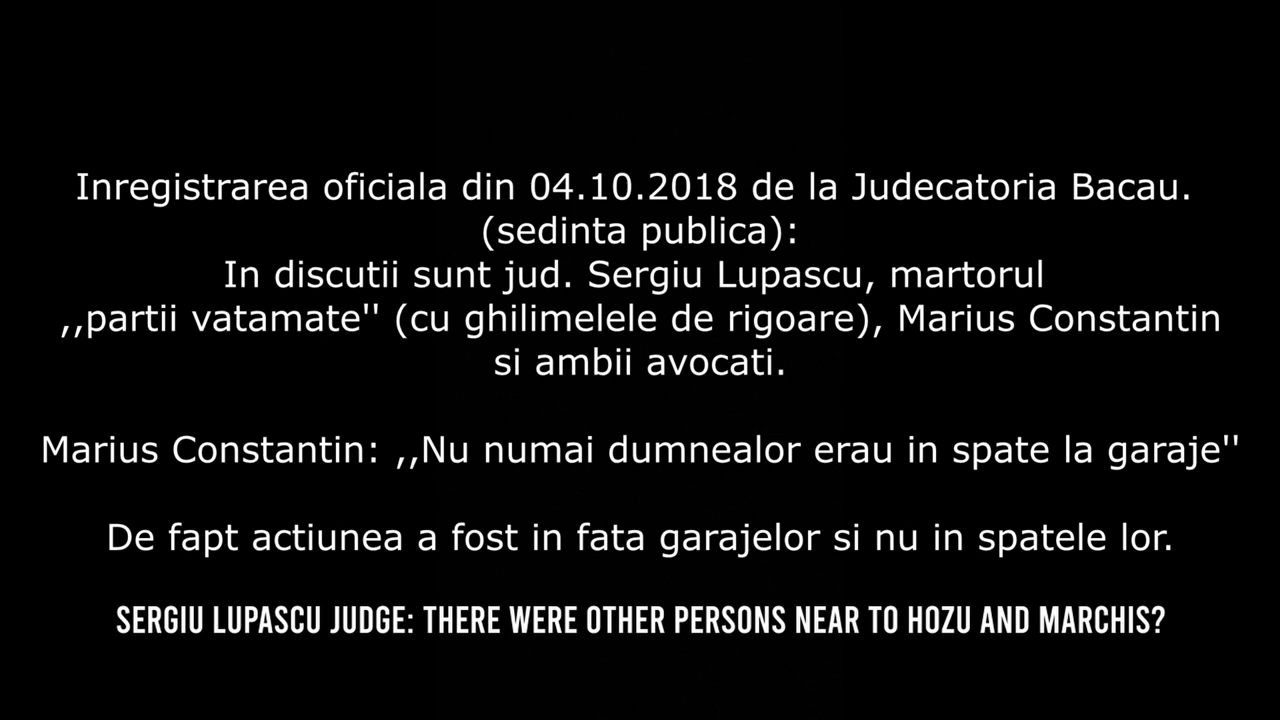 Inregistrarea oficiala din 04.10.2018 de la Judecatoria Bacau.
(sedinta publica):
In discutii sunt jud. Sergiu Lupascu, martorul
,,partii vatamate'' (cu ghilimelele de rigoare), Marius Constantin
si ambii avocati.
Marius Constantin: ,,Nu numai dumnealor erau in spate la garaje''
De fapt actiunea a fost in fata garajelor si nu in spatele lor.
SERGIU LUPASCU JUDGE: THERE WERE OTHER PERSONS NEAR TO HOZU AND MARCHIS?